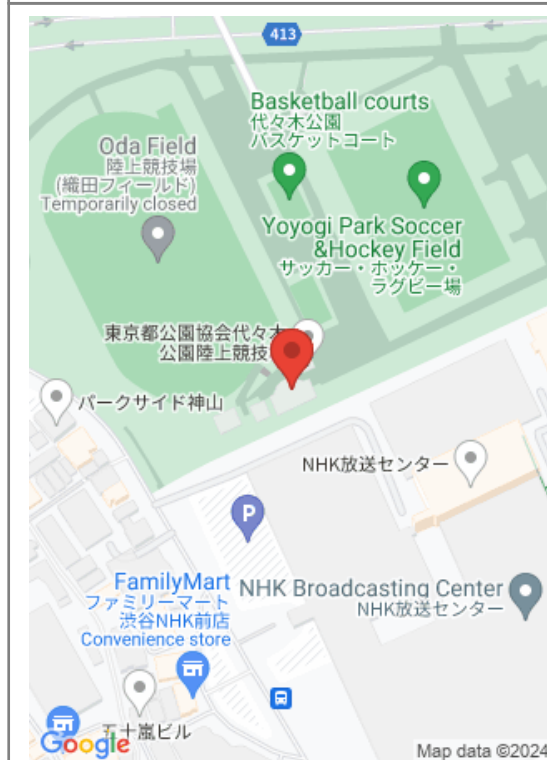 413
Basketball courts
代々木公園
バスケットコート
Oda Field
陸上競技場
(織田フィールド)
Temporarily closed
Yoyogi Park Soccer
&Hockey Field
サッカー・ホッケー・
ラグビー場
東京都公園協会代々木
公園陸上競技
パークサイド神山
NHK放送センター
P
FamilyMart
ファミリーマート
渋谷NHK前店
Convenience store
NHK Broadcasting Center
NHK放送センター
五十嵐ビル
Google
Map data ©2024